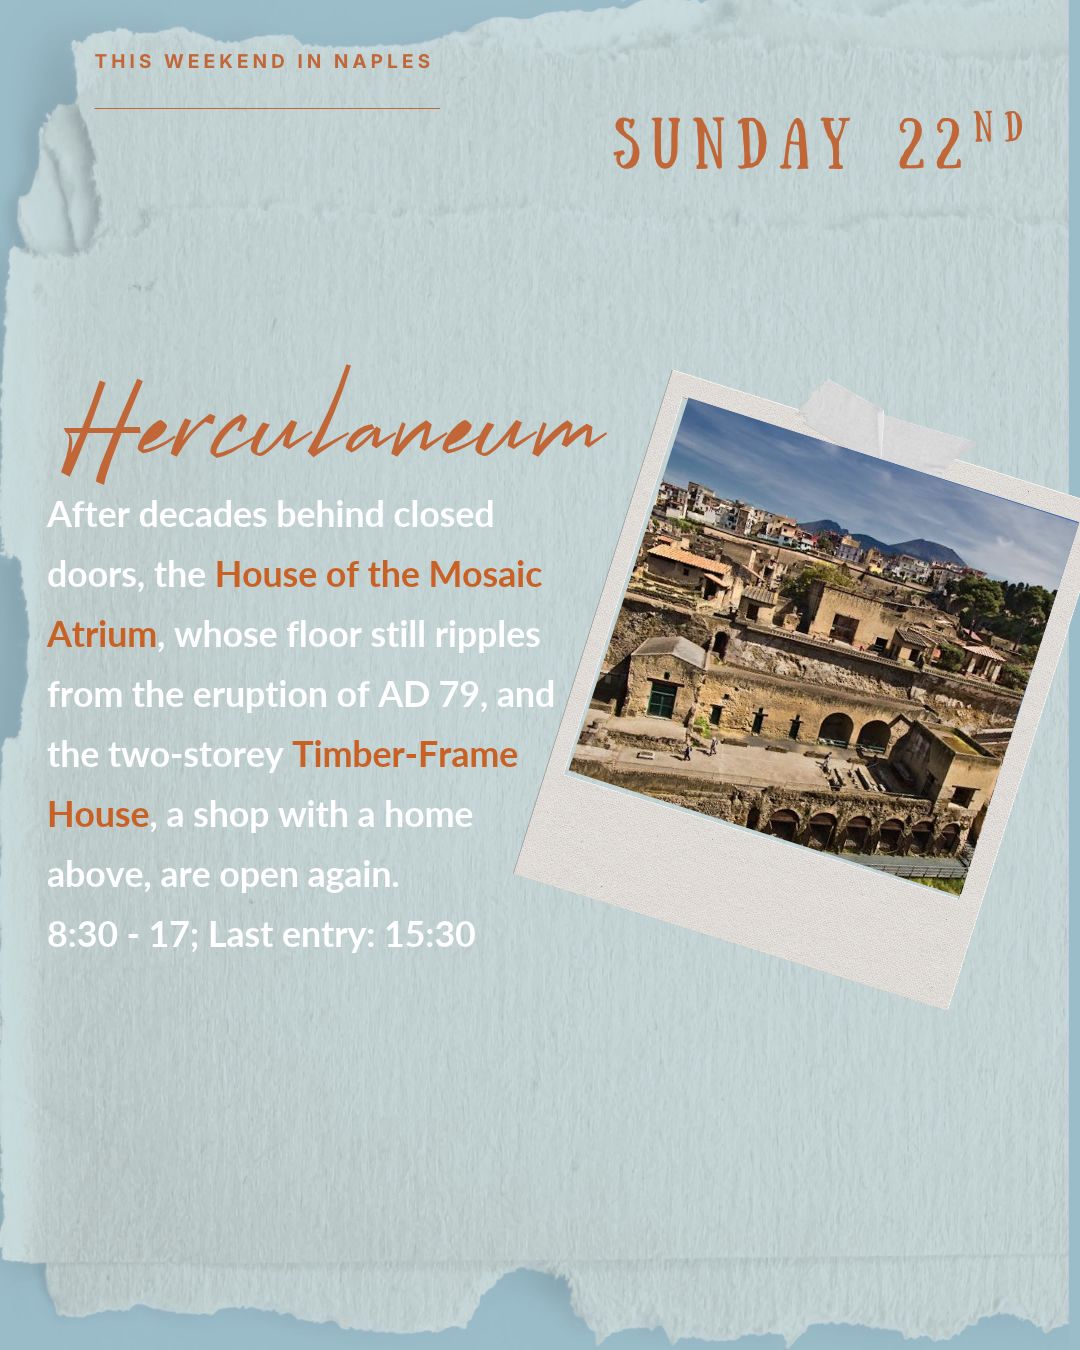 THIS WEEKEND IN NAPLES
SUNDAY 22ND
Herculaneum
After decades behind closed
doors, the House of the Mosaic
Atrium, whose floor still ripples
from the eruption of AD 79, and
the two-storey Timber-Frame
House, a shop with a home
above, are open again.
8:30 - 17; Last entry: 15:30